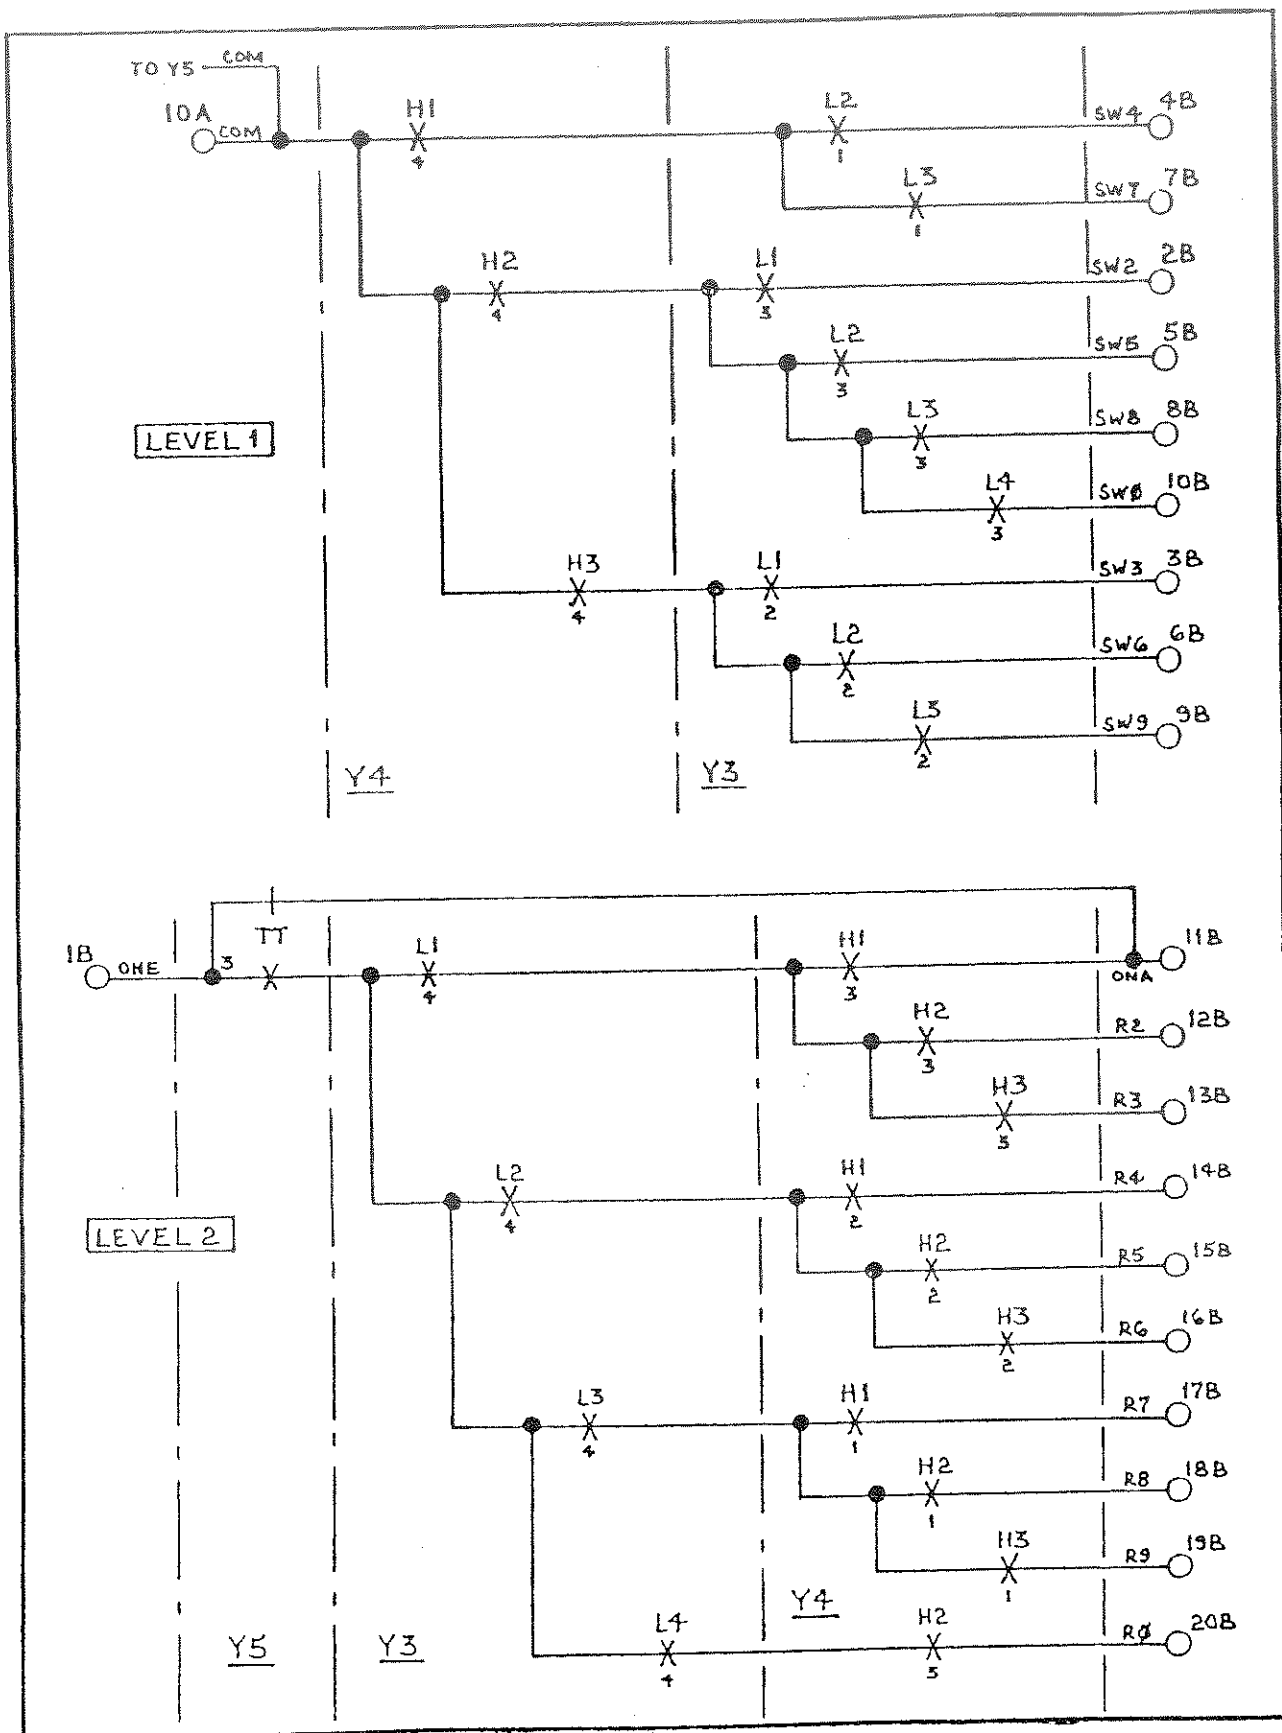 TO Y5 COM
10A COM
H1
4
L2
1
SW4 4B
L3
1
SW7 7B
H2
4
L1
3
SW2 2B
L2
3
SW5 5B
L3
3
SW8 8B
L4
3
SWØ 10B
LEVEL 1
H3
4
L1
2
SW3 3B
L2
2
SW6 6B
L3
2
SW9 9B
Y4
Y3
1B ONE
3
TT
L1
4
H1
3
ONA
11B
H2
3
R2 12B
H3
3
R3 13B
L2
4
H1
2
R4 14B
LEVEL 2
H2
2
R5 15B
H3
2
R6 16B
L3
4
H1
1
R7 17B
H2
1
R8 18B
H3
1
R9 19B
L4
4
H2
5
RØ 20B
Y5
Y3
Y4